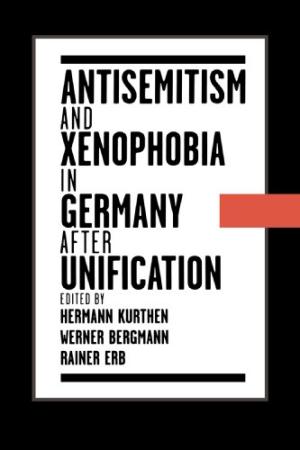 ANTISEMITISM
AND
XENOPHOBIA
IN
GERMANY
AFTER
UNIFICATION
EDITED BY
HERMANN KURTHEN
WERNER BERGMANN
RAINER ERB